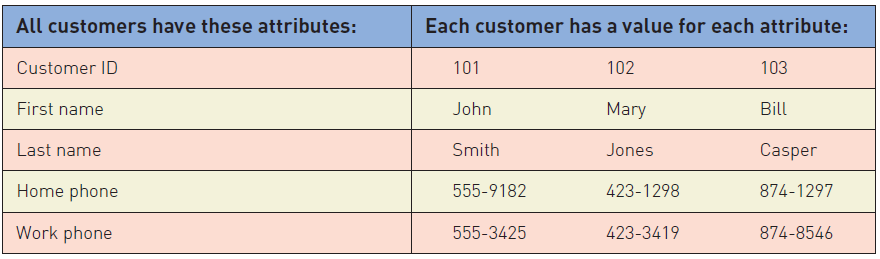 All customers have these attributes: Each customer has a value for each attribute:
Customer ID 101 102 103
First name John Mary Bill
Last name Smith Jones Casper
Home phone 555-9182 423-1298 874-1297
Work phone 555-3425 423-3419 874-8546